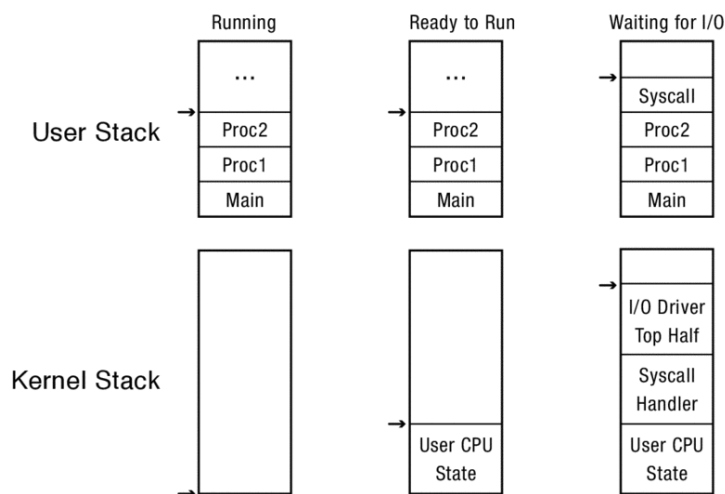 Running Ready to Run Waiting for I/O
User Stack
...
Proc2
Proc1
Main
...
Proc2
Proc1
Main
Syscall
Proc2
Proc1
Main
Kernel Stack
User CPU
State
I/O Driver
Top Half
Syscall
Handler
User CPU
State